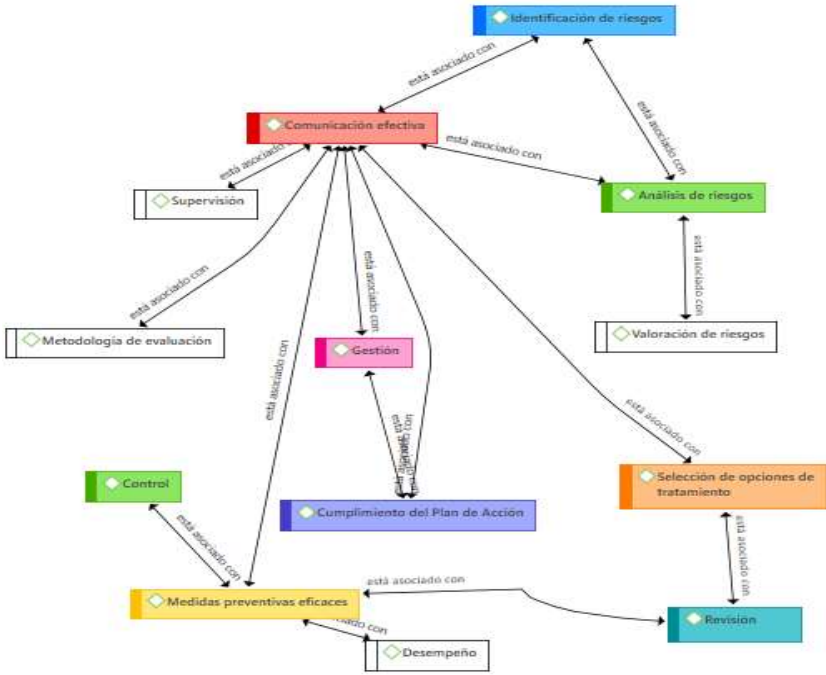 Identificación de riesgos
está asociado con
Comunicación efectiva
está asociado con
está asociado con
está asociado
Análisis de riesgos
Supervisión
está asociado con
está asociado con
está asociado con
Metodología de evaluación
Valoración de riesgos
Gestión
está asociado con
está asociado con
Control
Selección de opciones de
tratamiento
Cumplimiento del Plan de Acción
está asociado con
está asociado con
está asociado con
Medidas preventivas eficaces
Revisión
Desempeño